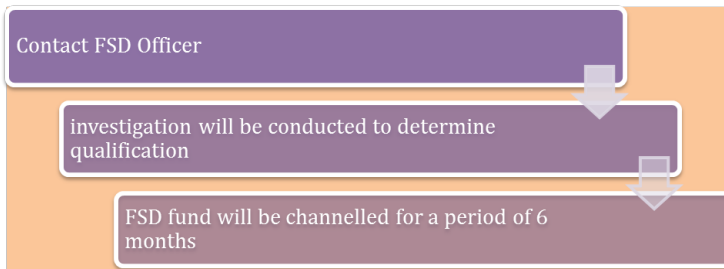 Contact FSD Officer
investigation will be conducted to determine
qualification
FSD fund will be channelled for a period of 6
months